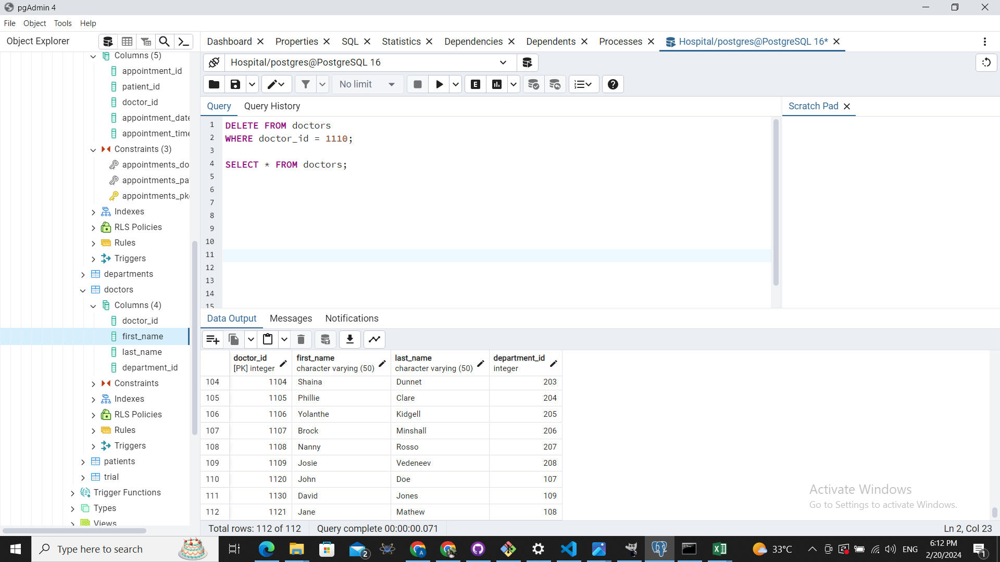 pgAdmin 4
File Object Tools Help
Object Explorer
Dashboard Properties SQL Statistics Dependencies Dependents Processes Hospital/postgres@PostgreSQL 16*
Columns (5)
appointment_id
patient_id
doctor_id
appointment_date
appointment_time
Constraints (3)
appointments_do
appointments_pa
appointments_pk
Indexes
RLS Policies
Rules
Triggers
departments
doctors
Columns (4)
doctor_id
first_name
last_name
department_id
Constraints
Indexes
RLS Policies
Rules
Triggers
patients
trial
Trigger Functions
Types
Views
Hospital/postgres@PostgreSQL 16
No limit
E
Query Query History
Scratch Pad
1 DELETE FROM doctors
2 WHERE doctor_id = 1110;
3
4 SELECT * FROM doctors;
5
6
7
8
9
10
11
12
13
14
15
Data Output Messages Notifications
doctor_id first_name last_name department_id
[PK] integer character varying (50) character varying (50) integer
104 1104 Shaina Dunnet 203
105 1105 Phillie Clare 204
106 1106 Yolanthe Kidgell 205
107 1107 Brock Minshall 206
108 1108 Nanny Rosso 207
109 1109 Josie Vedeneev 208
110 1120 John Doe 107
111 1130 David Jones 109
112 1121 Jane Mathew 108
Activate Windows
Go to Settings to activate Windows.
Total rows: 112 of 112 Query complete 00:00:00.071 Ln 2, Col 23
Type here to search
2
33°C
ENG
6:12 PM
2/20/2024
1